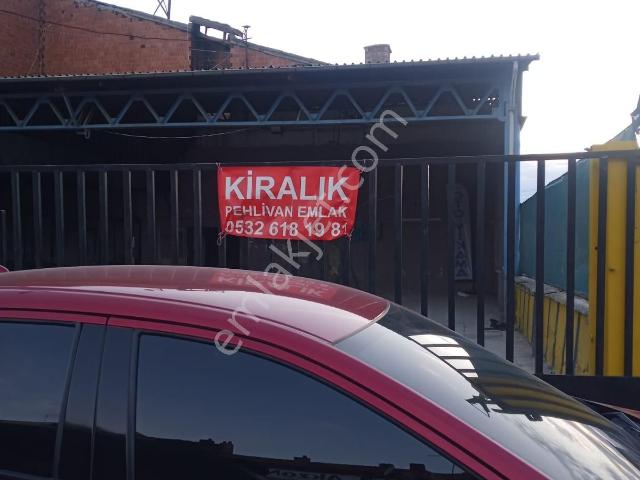 KİRALIK
PEHLİVAN EMLAK
0532 618 19 81
emlakjet.com